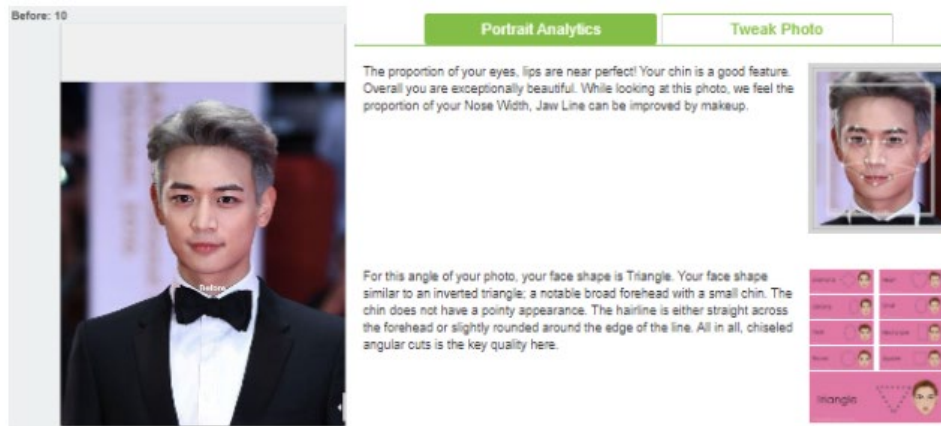 Before: 10
Portrait Analytics
Tweak Photo
The proportion of your eyes, lips are near perfect! Your chin is a good feature.
Overall you are exceptionally beautiful. While looking at this photo, we feel the
proportion of your Nose Width, Jaw Line can be improved by makeup.
Before
For this angle of your photo, your face shape is Triangle. Your face shape
similar to an inverted triangle; a notable broad forehead with a small chin. The
chin does not have a pointy appearance. The hairline is either straight across
the forehead or slightly rounded around the edge of the line. All in all, chiseled
angular cuts is the key quality here.
triangle